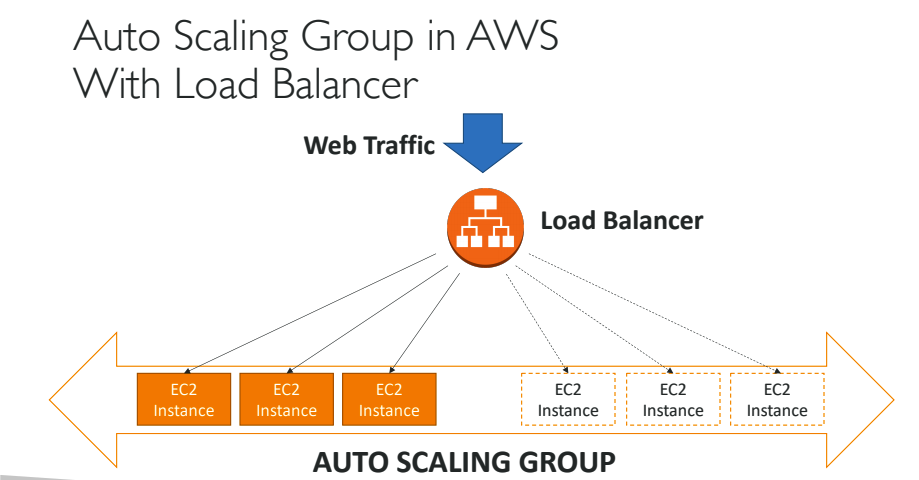 Auto Scaling Group in AWS
With Load Balancer
Web Traffic
Load Balancer
EC2
Instance
EC2
Instance
EC2
Instance
EC2
Instance
EC2
Instance
EC2
Instance
AUTO SCALING GROUP